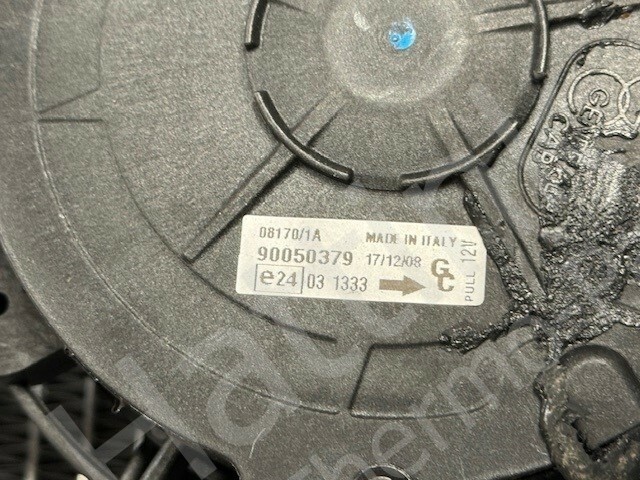 08170/1A MADE IN ITALY
90050379 17/12/08 GC
e24 03 1333
PULL 12V